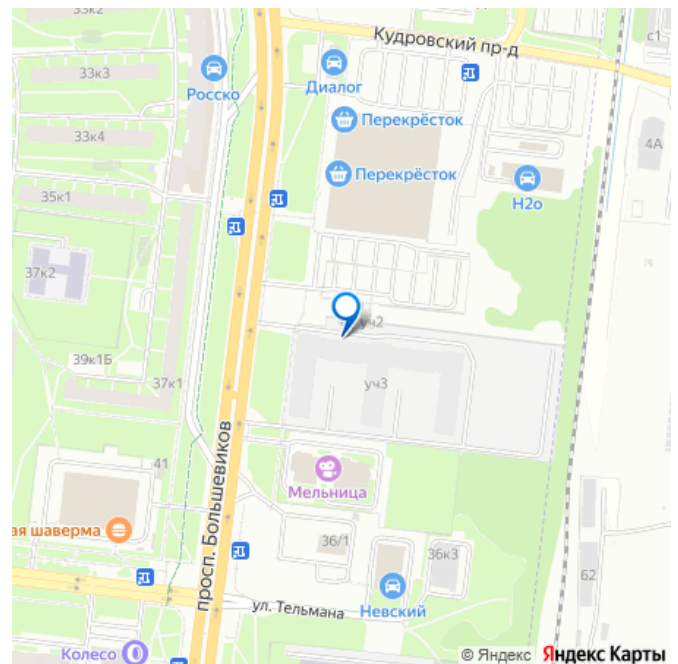 33к2
Кудровский пр-д
с1
33к3
Росско
Диалог
Перекрёсток
33к4
4А
Перекрёсток
35к1
Н2о
37к2
уч2
39к1Б
37к1
уч3
просп. Большевиков
41
Мельница
ая шаверма
36/1
36к3
62
ул. Тельмана
Невский
Колесо
© Яндекс Яндекс Карты